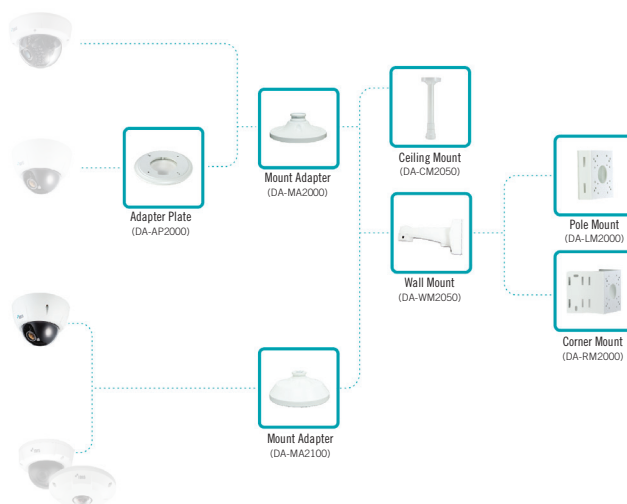 Ceiling Mount
(DA-CM2050)
Mount Adapter
(DA-MA2000)
Adapter Plate
(DA-AP2000)
Pole Mount
(DA-LM2000)
Wall Mount
(DA-WM2050)
Corner Mount
(DA-RM2000)
Mount Adapter
(DA-MA2100)